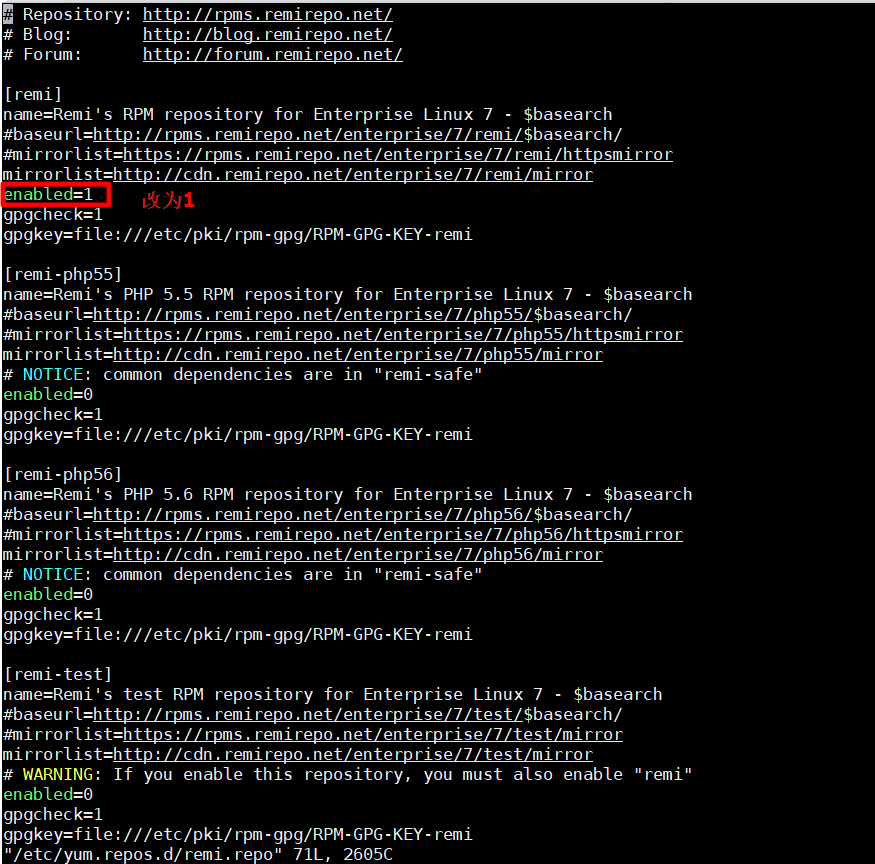 # Repository: http://rpms.remirepo.net/
# Blog:       http://blog.remirepo.net/
# Forum:      http://forum.remirepo.net/

[remi]
name=Remi's RPM repository for Enterprise Linux 7 - $basearch
#baseurl=http://rpms.remirepo.net/enterprise/7/remi/$basearch/
#mirrorlist=https://rpms.remirepo.net/enterprise/7/remi/httpsmirror
mirrorlist=http://cdn.remirepo.net/enterprise/7/remi/mirror
enabled=1 改为1
gpgcheck=1
gpgkey=file:///etc/pki/rpm-gpg/RPM-GPG-KEY-remi

[remi-php55]
name=Remi's PHP 5.5 RPM repository for Enterprise Linux 7 - $basearch
#baseurl=http://rpms.remirepo.net/enterprise/7/php55/$basearch/
#mirrorlist=https://rpms.remirepo.net/enterprise/7/php55/httpsmirror
mirrorlist=http://cdn.remirepo.net/enterprise/7/php55/mirror
# NOTICE: common dependencies are in "remi-safe"
enabled=0
gpgcheck=1
gpgkey=file:///etc/pki/rpm-gpg/RPM-GPG-KEY-remi

[remi-php56]
name=Remi's PHP 5.6 RPM repository for Enterprise Linux 7 - $basearch
#baseurl=http://rpms.remirepo.net/enterprise/7/php56/$basearch/
#mirrorlist=https://rpms.remirepo.net/enterprise/7/php56/httpsmirror
mirrorlist=http://cdn.remirepo.net/enterprise/7/php56/mirror
# NOTICE: common dependencies are in "remi-safe"
enabled=0
gpgcheck=1
gpgkey=file:///etc/pki/rpm-gpg/RPM-GPG-KEY-remi

[remi-test]
name=Remi's test RPM repository for Enterprise Linux 7 - $basearch
#baseurl=http://rpms.remirepo.net/enterprise/7/test/$basearch/
#mirrorlist=https://rpms.remirepo.net/enterprise/7/test/mirror
mirrorlist=http://cdn.remirepo.net/enterprise/7/test/mirror
# WARNING: If you enable this repository, you must also enable "remi"
enabled=0
gpgcheck=1
gpgkey=file:///etc/pki/rpm-gpg/RPM-GPG-KEY-remi
"/etc/yum.repos.d/remi.repo" 71L, 2605C